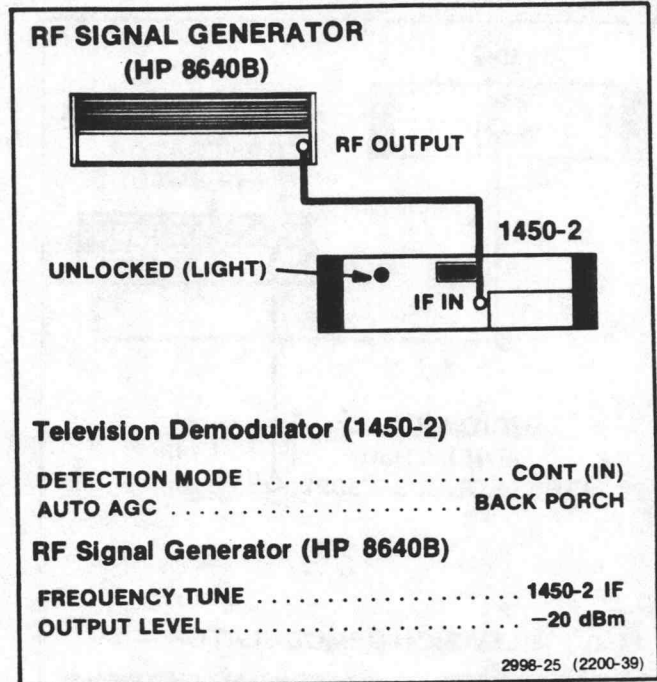 RF SIGNAL GENERATOR
(HP 8640B)
RF OUTPUT
1450-2
UNLOCKED (LIGHT)
IF IN
Television Demodulator (1450-2)
DETECTION MODE . . . . . . . . . . . . . . . . . . . CONT (IN)
AUTO AGC . . . . . . . . . . . . . . . . . . . . . . BACK PORCH
RF Signal Generator (HP 8640B)
FREQUENCY TUNE . . . . . . . . . . . . . . . . . . . . 1450-2 IF
OUTPUT LEVEL . . . . . . . . . . . . . . . . . . . . . . . −20 dBm
2998-25 (2200-39)